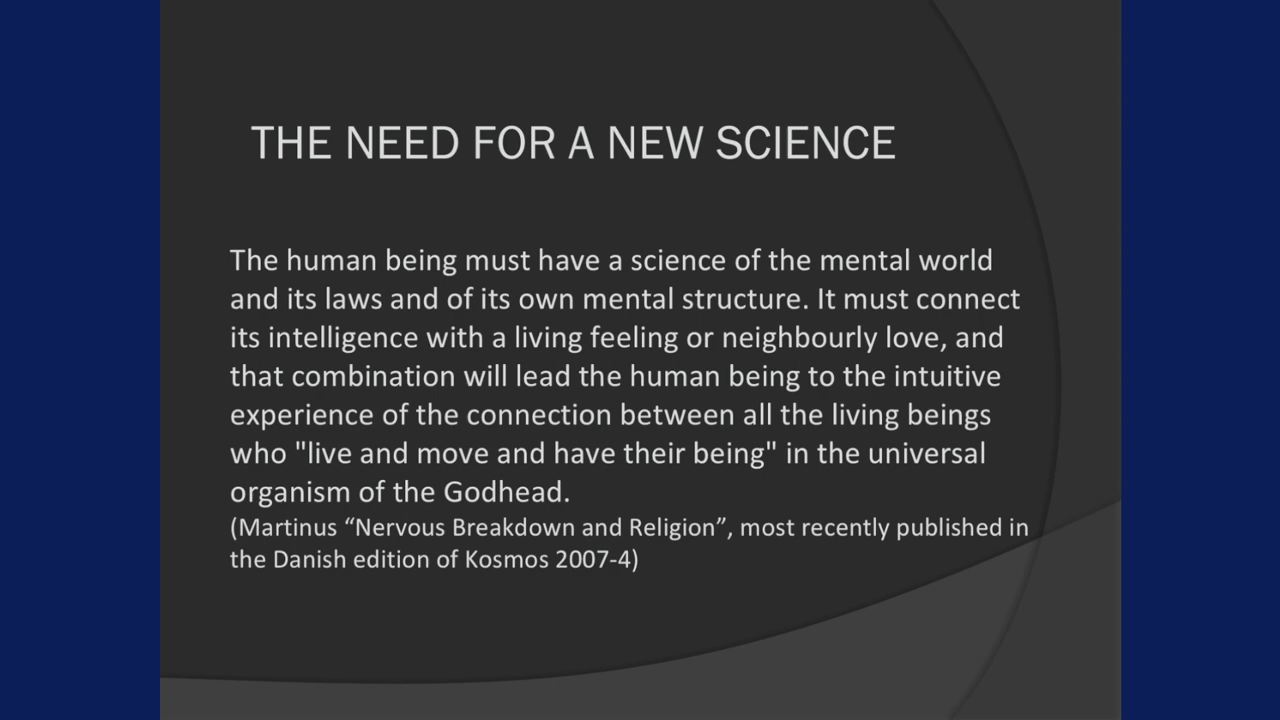 THE NEED FOR A NEW SCIENCE
The human being must have a science of the mental world
and its laws and of its own mental structure. It must connect
its intelligence with a living feeling or neighbourly love, and
that combination will lead the human being to the intuitive
experience of the connection between all the living beings
who "live and move and have their being" in the universal
organism of the Godhead.
(Martinus “Nervous Breakdown and Religion”, most recently published in
the Danish edition of Kosmos 2007-4)